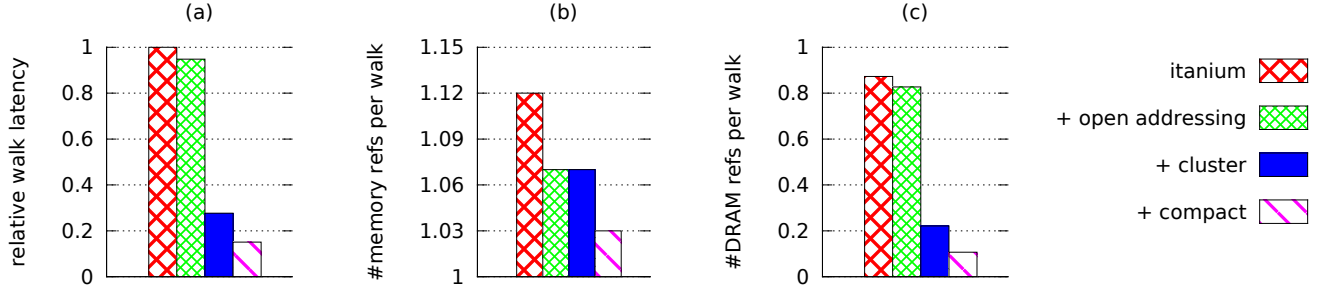 (a)
relative walk latency
1
0.8
0.6
0.4
0.2
0
(b)
#memory refs per walk
1.15
1.12
1.09
1.06
1.03
1
(c)
#DRAM refs per walk
1
0.8
0.6
0.4
0.2
0
itanium
+ open addressing
+ cluster
+ compact